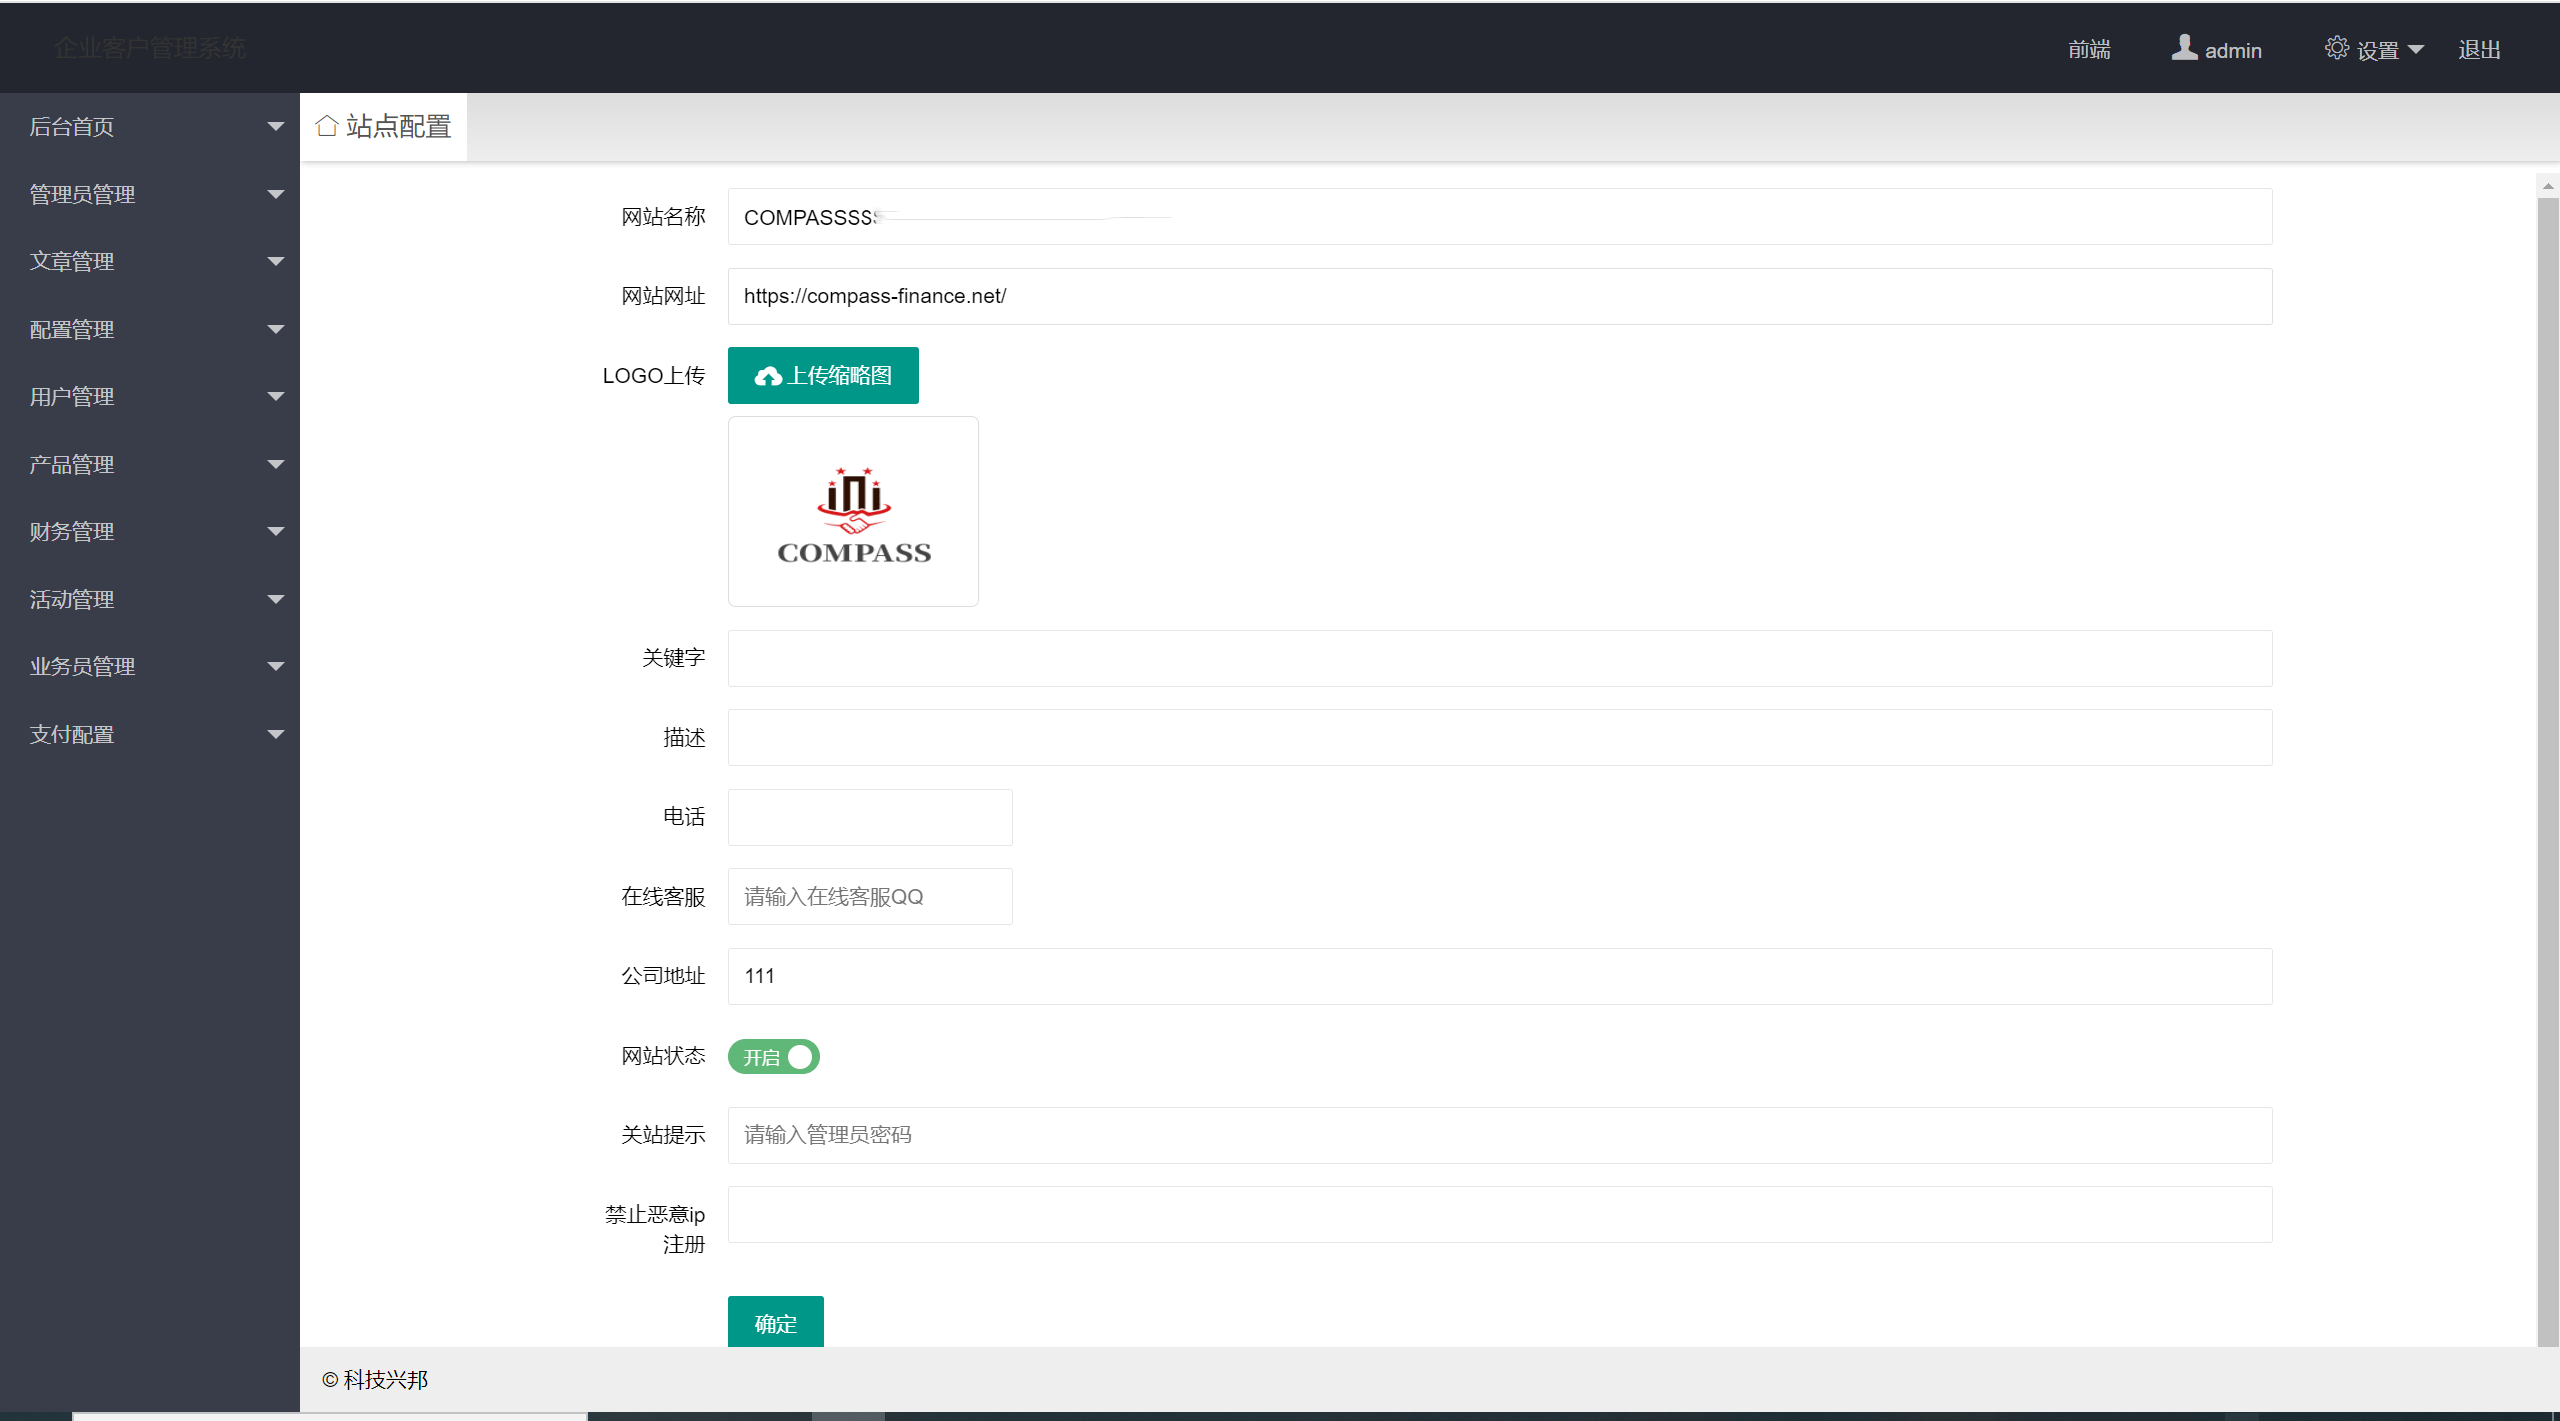 企业客户管理系统
前端
admin
设置
退出
后台首页
管理员管理
文章管理
配置管理
用户管理
产品管理
财务管理
活动管理
业务员管理
支付配置
站点配置
网站名称
COMPASSSSS
网站网址
https://compass-finance.net/
LOGO上传
上传缩略图
COMPASS
关键字
描述
电话
在线客服
请输入在线客服QQ
公司地址
111
网站状态
开启
关站提示
请输入管理员密码
禁止恶意ip
注册
确定
© 科技兴邦